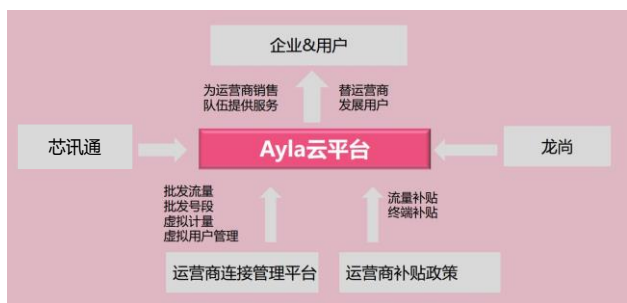 企业&用户
为运营商销售
队伍提供服务
替运营商
发展用户
芯讯通
Ayla云平台
龙尚
批发流量
批发号段
虚拟计量
虚拟用户管理
流量补贴
终端补贴
运营商连接管理平台
运营商补贴政策